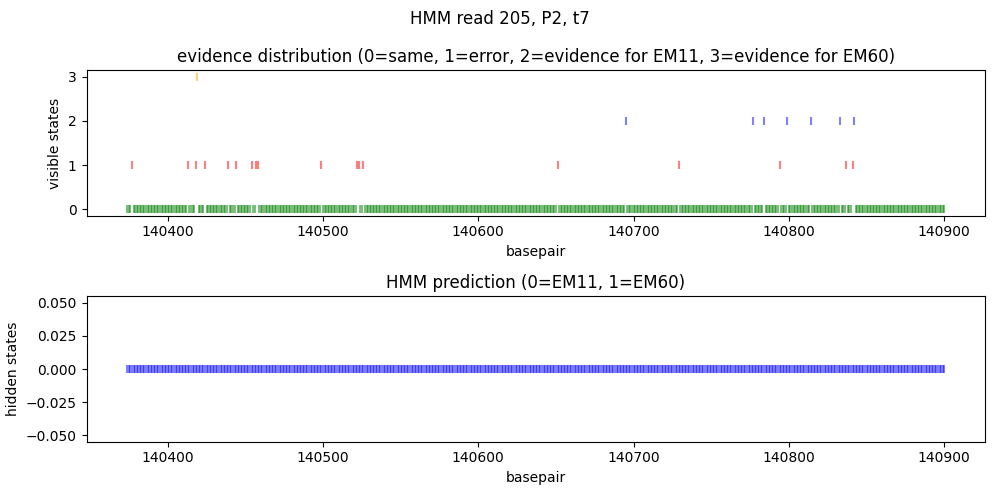 HMM read 205, P2, t7
evidence distribution (0=same, 1=error, 2=evidence for EM11, 3=evidence for EM60)
visible states
3
2
1
0
140400 140500 140600 140700 140800 140900
basepair
HMM prediction (0=EM11, 1=EM60)
hidden states
0.050
0.025
0.000
−0.025
−0.050
140400 140500 140600 140700 140800 140900
basepair